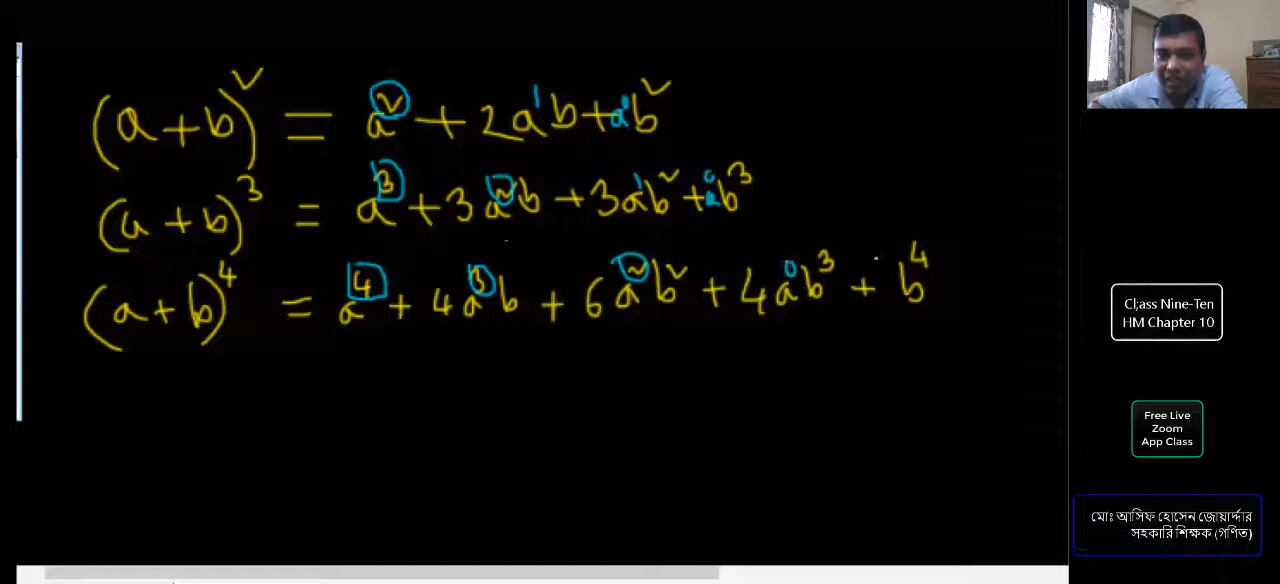 (a+b)² = a² + 2a¹b + a⁰b²
(a+b)³ = a³ + 3a²b + 3a¹b² + a⁰b³
(a+b)⁴ = a⁴ + 4a³b + 6a²b² + 4a⁰b³ + b⁴
Cl;ass Nine-Ten
HM Chapter 10
Free Live
Zoom
App Class
মোঃ আসিফ হোসেন জোয়ার্দ্দার
সহকারি শিক্ষক (গণিত)